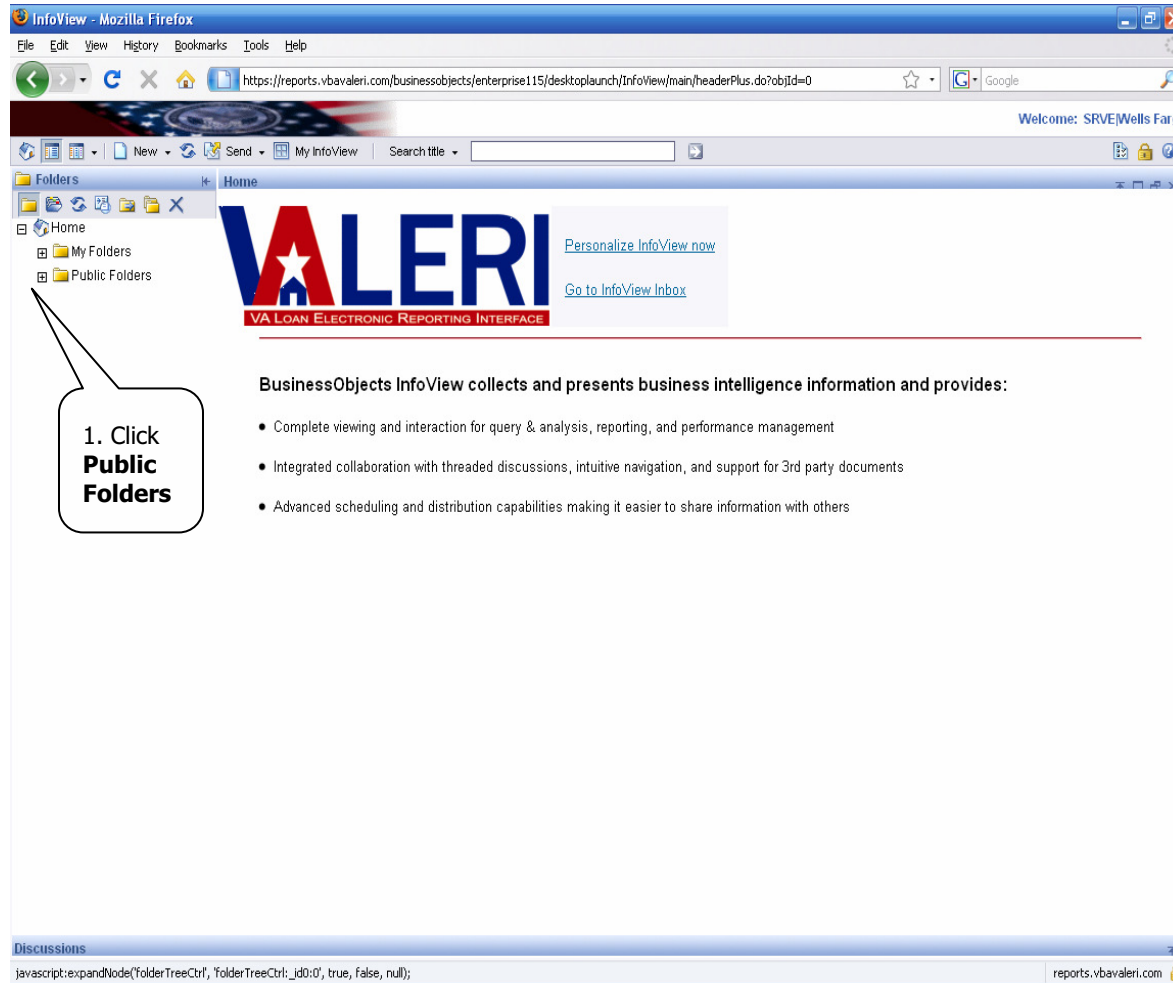 InfoView - Mozilla Firefox
File Edit View History Bookmarks Tools Help
https://reports.vbavaleri.com/businessobjects/enterprise115/desktoplaunch/InfoView/main/headerPlus.do?objId=0
G Google
Welcome: SRVE|Wells Far
New Send My InfoView Search title
Folders
Home
Home
My Folders
Public Folders
VALERI
VA LOAN ELECTRONIC REPORTING INTERFACE
Personalize InfoView now
Go to InfoView Inbox
BusinessObjects InfoView collects and presents business intelligence information and provides:
• Complete viewing and interaction for query & analysis, reporting, and performance management
• Integrated collaboration with threaded discussions, intuitive navigation, and support for 3rd party documents
• Advanced scheduling and distribution capabilities making it easier to share information with others
1. Click
Public
Folders
Discussions
javascript:expandNode('folderTreeCtrl', 'folderTreeCtrl:_id0:0', true, false, null);
reports.vbavaleri.com